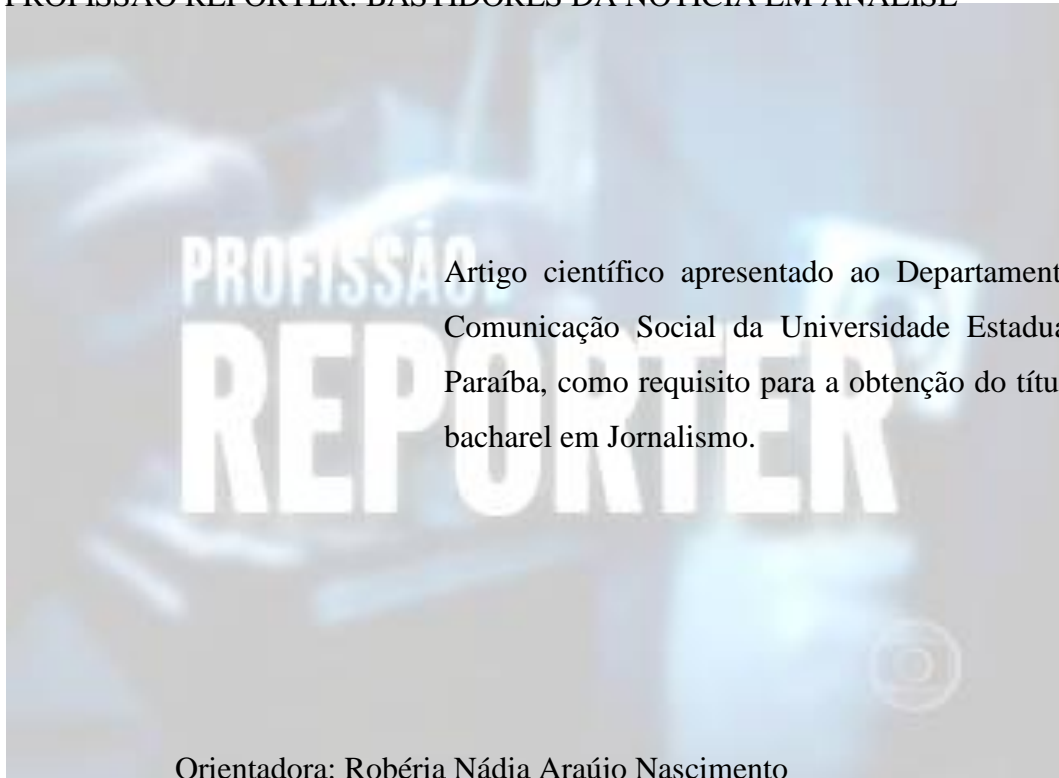 PROFISSÃO REPÓRTER: BASTIDORES DA NOTÍCIA EM ANÁLISE
PROFISSÃO
REPÓRTER
Artigo científico apresentado ao Departament
Comunicação Social da Universidade Estadua
Paraíba, como requisito para a obtenção do títu
bacharel em Jornalismo.
Orientadora: Robéria Nádia Araújo Nascimento